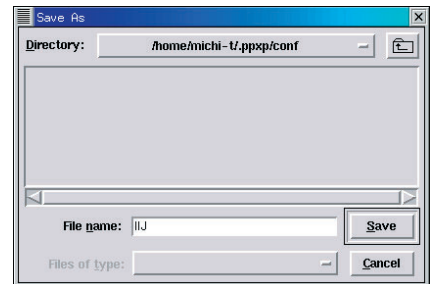 Save As
Directory: /home/michi-t/.ppxp/conf
File name: IIJ Save
Files of type: Cancel